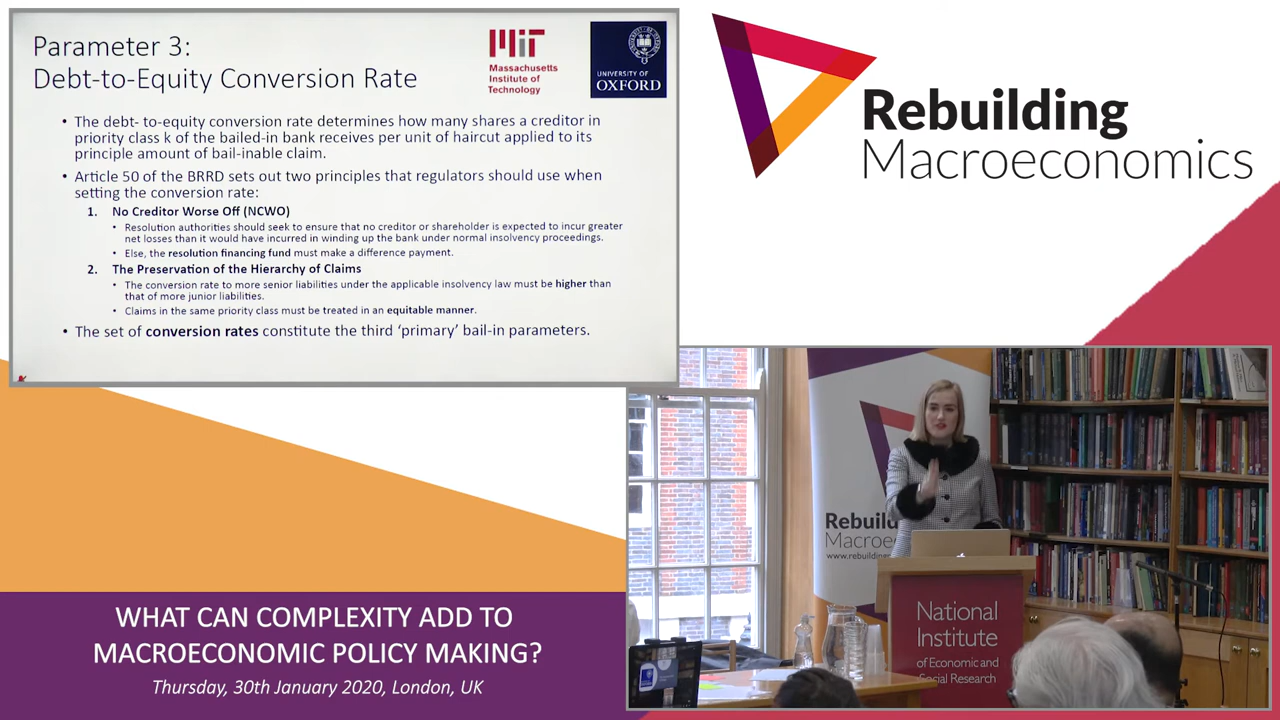 Parameter 3:
Debt-to-Equity Conversion Rate
MIT
Massachusetts
Institute of
Technology
UNIVERSITY OF
OXFORD
• The debt- to-equity conversion rate determines how many shares a creditor in
priority class k of the bailed-in bank receives per unit of haircut applied to its
principle amount of bail-inable claim.
• Article 50 of the BRRD sets out two principles that regulators should use when
setting the conversion rate:
1. No Creditor Worse Off (NCWO)
• Resolution authorities should seek to ensure that no creditor or shareholder is expected to incur greater
net losses than it would have incurred in winding up the bank under normal insolvency proceedings.
• Else, the resolution financing fund must make a difference payment.
2. The Preservation of the Hierarchy of Claims
• The conversion rate to more senior liabilities under the applicable insolvency law must be higher than
that of more junior liabilities.
• Claims in the same priority class must be treated in an equitable manner.
• The set of conversion rates constitute the third ‘primary’ bail-in parameters.
Rebuilding
Macroeconomics
Rebuild
Macroe
www.rebuilding
National
Institute
of Economic and
Social Research
WHAT CAN COMPLEXITY ADD TO
MACROECONOMIC POLICY MAKING?
Thursday, 30th January 2020, London, UK